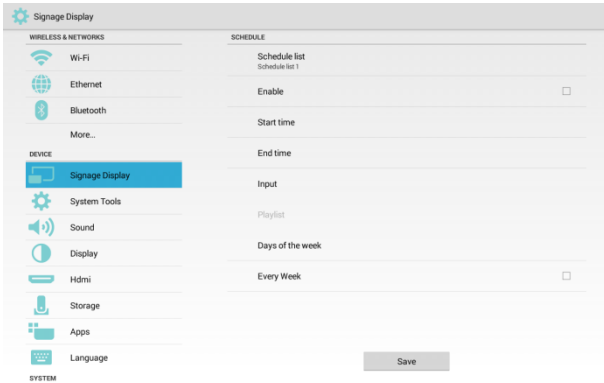 Signage Display
WIRELESS & NETWORKS
Wi-Fi
Ethernet
Bluetooth
More...
DEVICE
Signage Display
System Tools
Sound
Display
Hdmi
Storage
Apps
Language
SYSTEM
SCHEDULE
Schedule list
Schedule list 1
Enable
Start time
End time
Input
Playlist
Days of the week
Every Week
Save